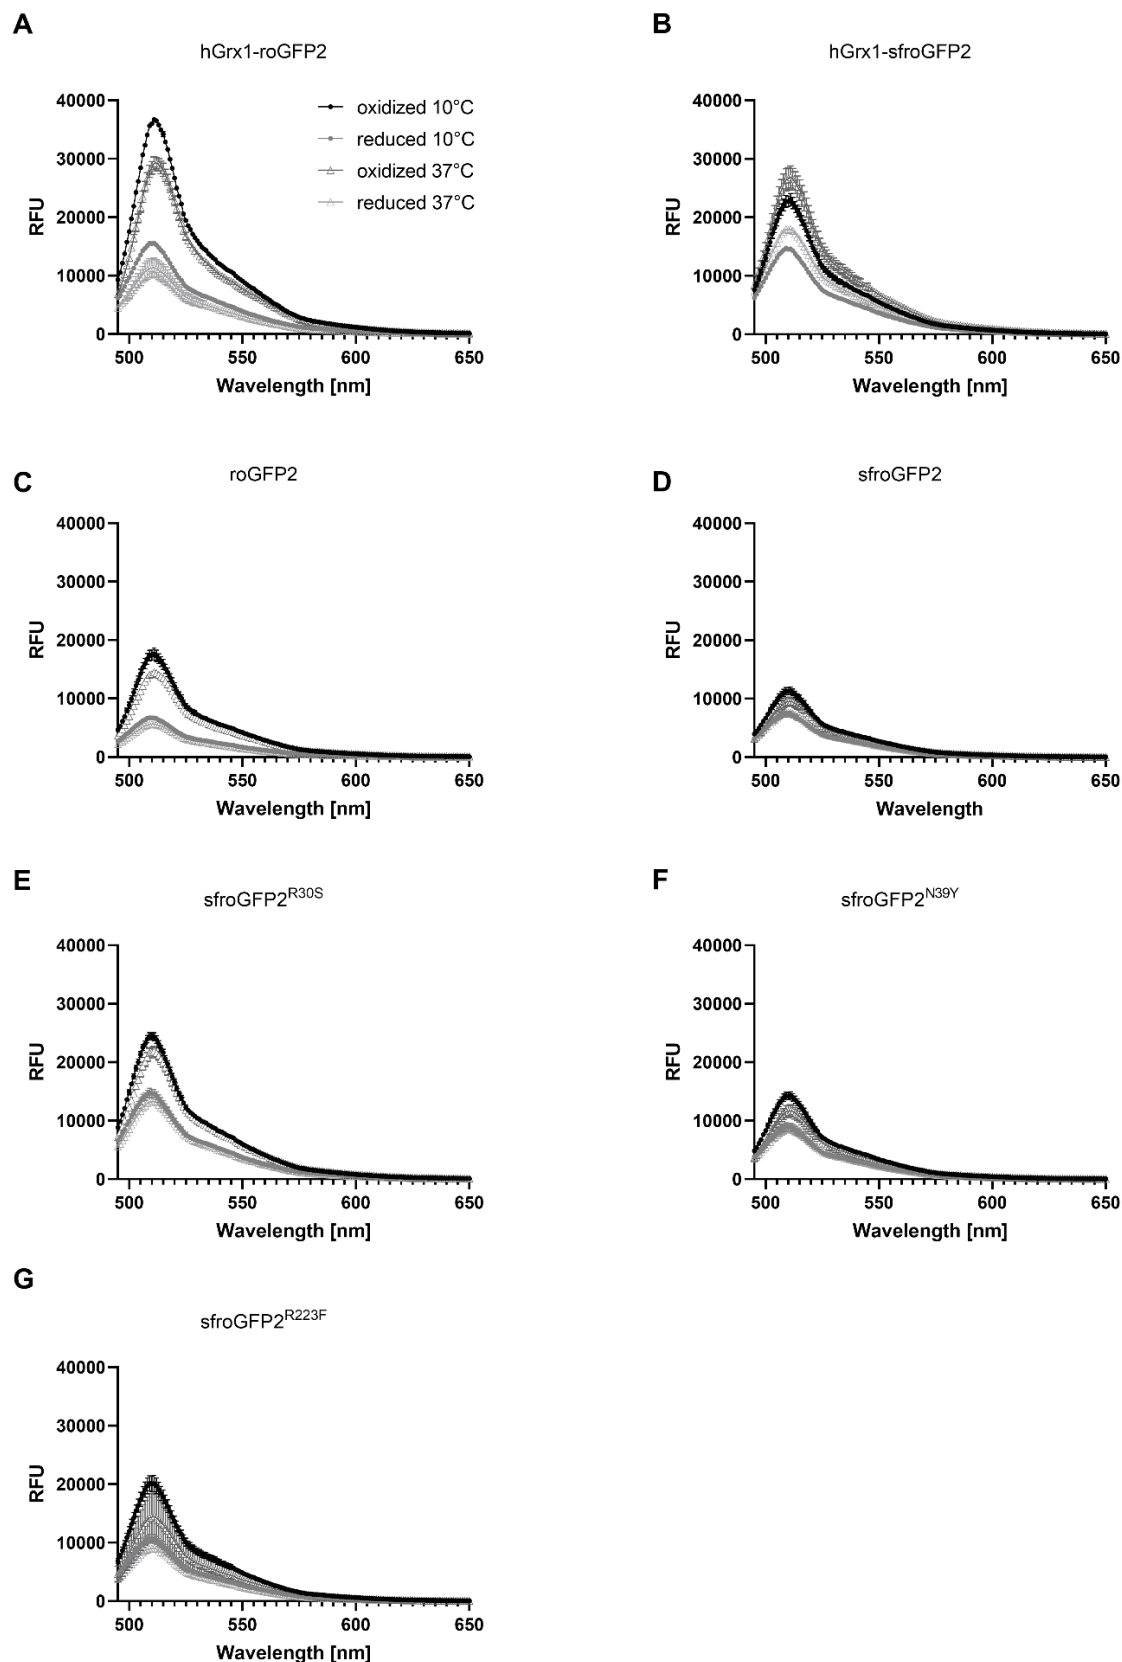 A
hGrx1-roGFP2
40000
30000
20000
10000
0
RFU
500
550
600
650
Wavelength [nm]
oxidized 10°C
reduced 10°C
oxidized 37°C
reduced 37°C
B
hGrx1-sfroGFP2
40000
30000
20000
10000
0
RFU
500
550
600
650
Wavelength [nm]
C
roGFP2
40000
30000
20000
10000
0
RFU
500
550
600
650
Wavelength [nm]
D
sfroGFP2
40000
30000
20000
10000
0
RFU
500
550
600
650
Wavelength
E
sfroGFP2R30S
40000
30000
20000
10000
0
RFU
500
550
600
650
Wavelength [nm]
F
sfroGFP2N39Y
40000
30000
20000
10000
0
RFU
500
550
600
650
Wavelength [nm]
G
sfroGFP2R223F
40000
30000
20000
10000
0
RFU
500
550
600
650
Wavelength [nm]